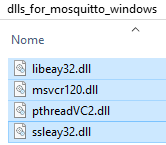 dlls_for_mosquitto_windows
Nome
libeay32.dll
msvcr120.dll
pthreadVC2.dll
ssleay32.dll